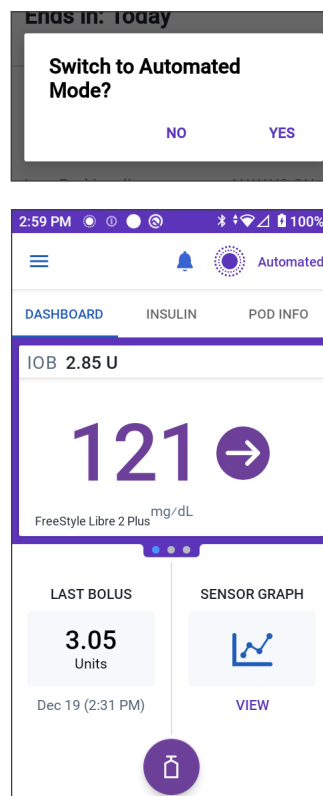 Ends in: Today
Switch to Automated
Mode?
NO YES
2:59 PM 100%
Automated
DASHBOARD INSULIN POD INFO
IOB 2.85 U
121
mg/dL
FreeStyle Libre 2 Plus
LAST BOLUS SENSOR GRAPH
3.05
Units
Dec 19 (2:31 PM) VIEW